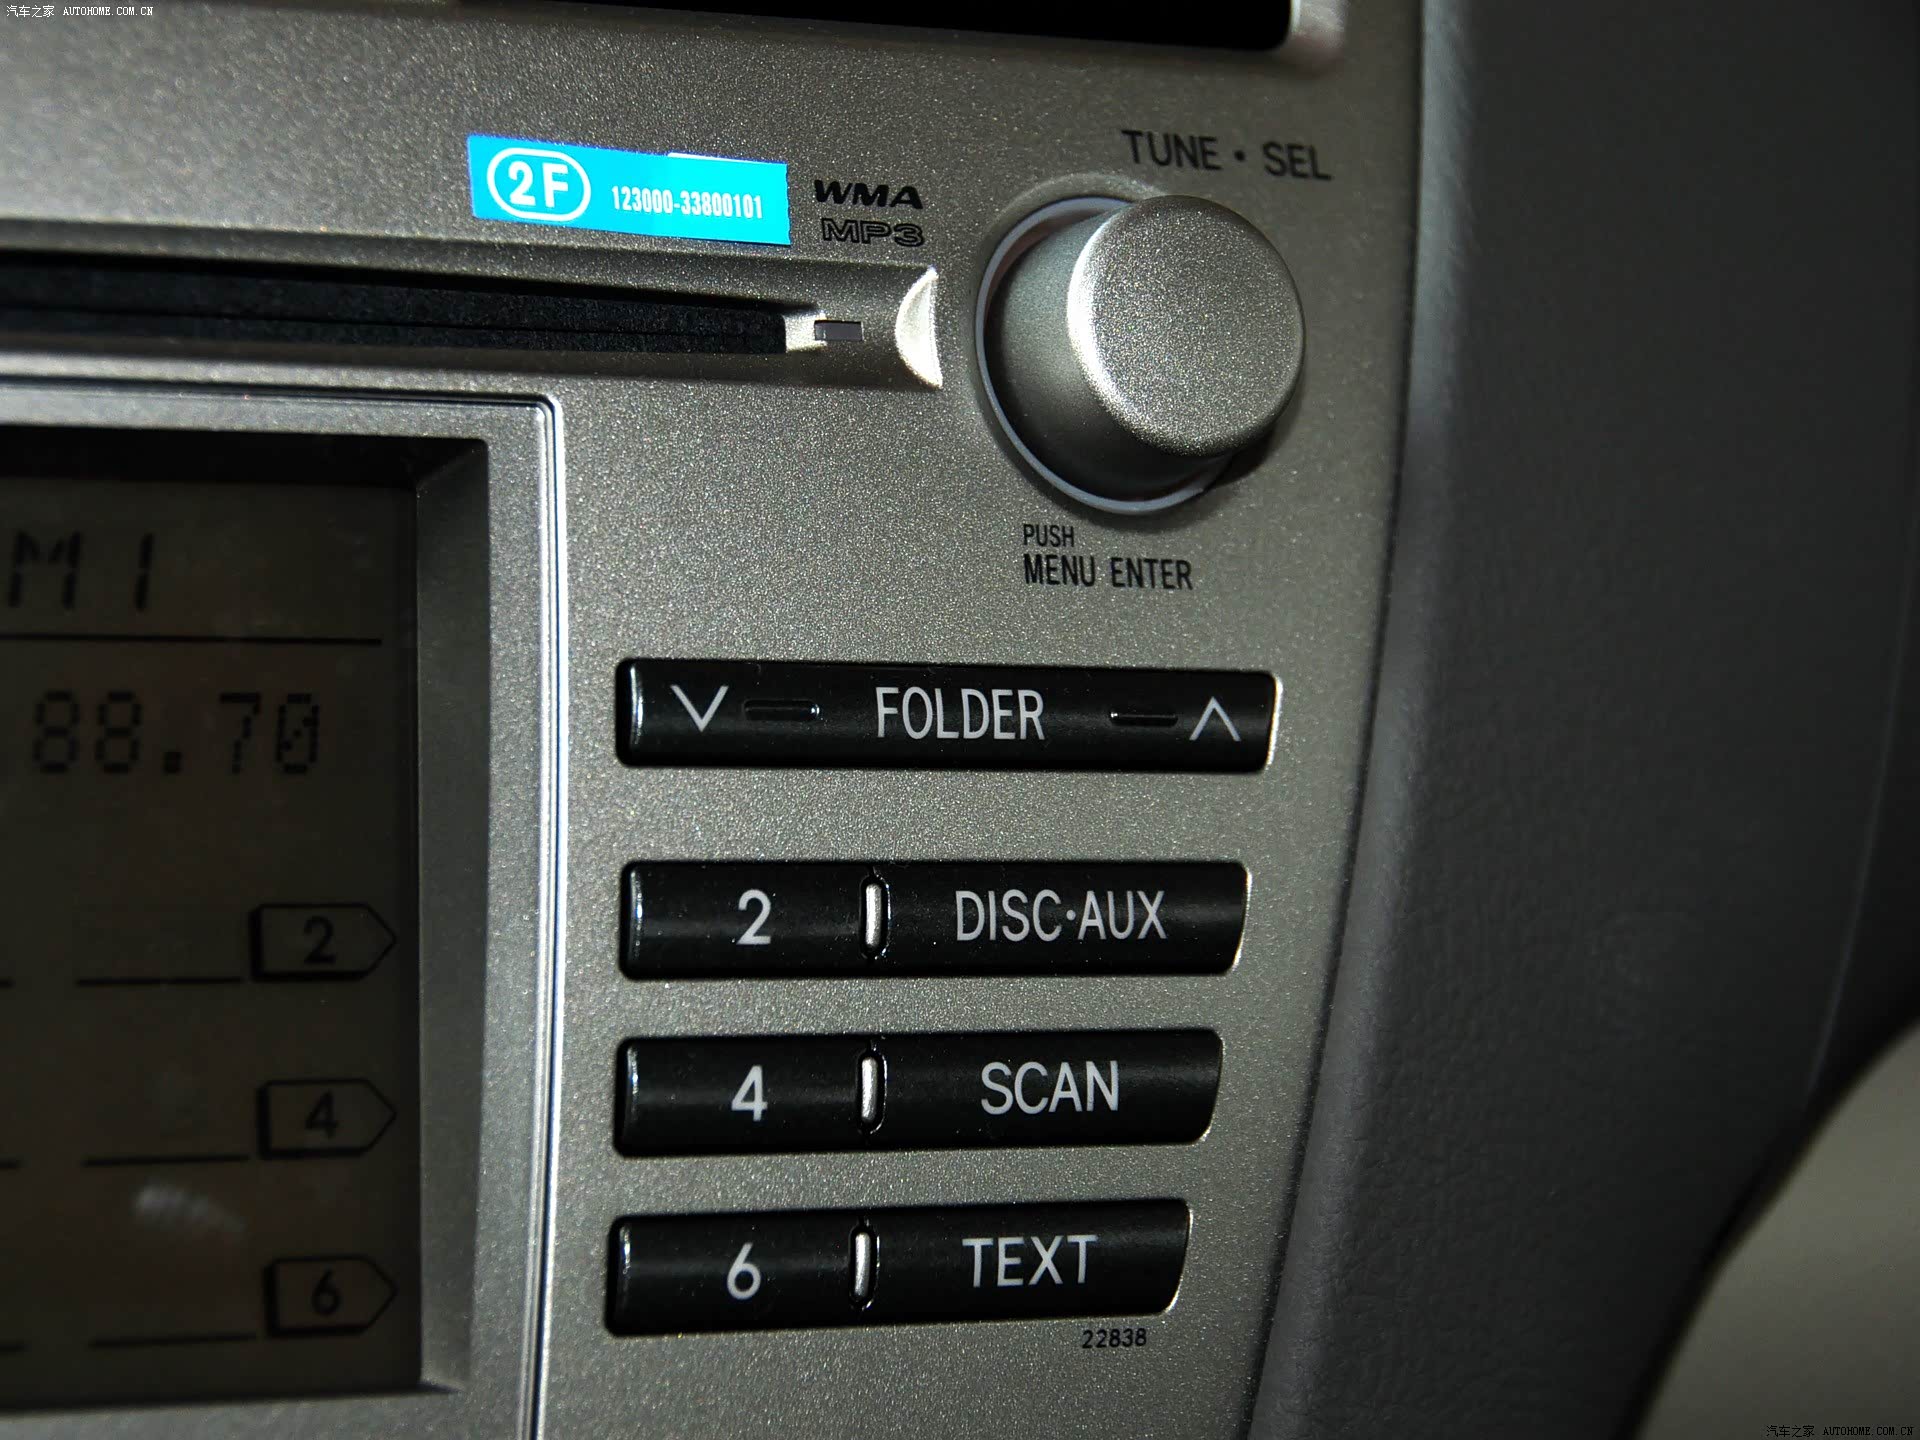 汽车之家 AUTOHOME.COM.CN
TUNE • SEL
2F 123000-33800101
WMA
MP3
PUSH
MENU ENTER
M 1
88.70
FOLDER
2 DISC•AUX
2
4 SCAN
4
6 TEXT
6
22838
汽车之家 AUTOHOME.COM.CN